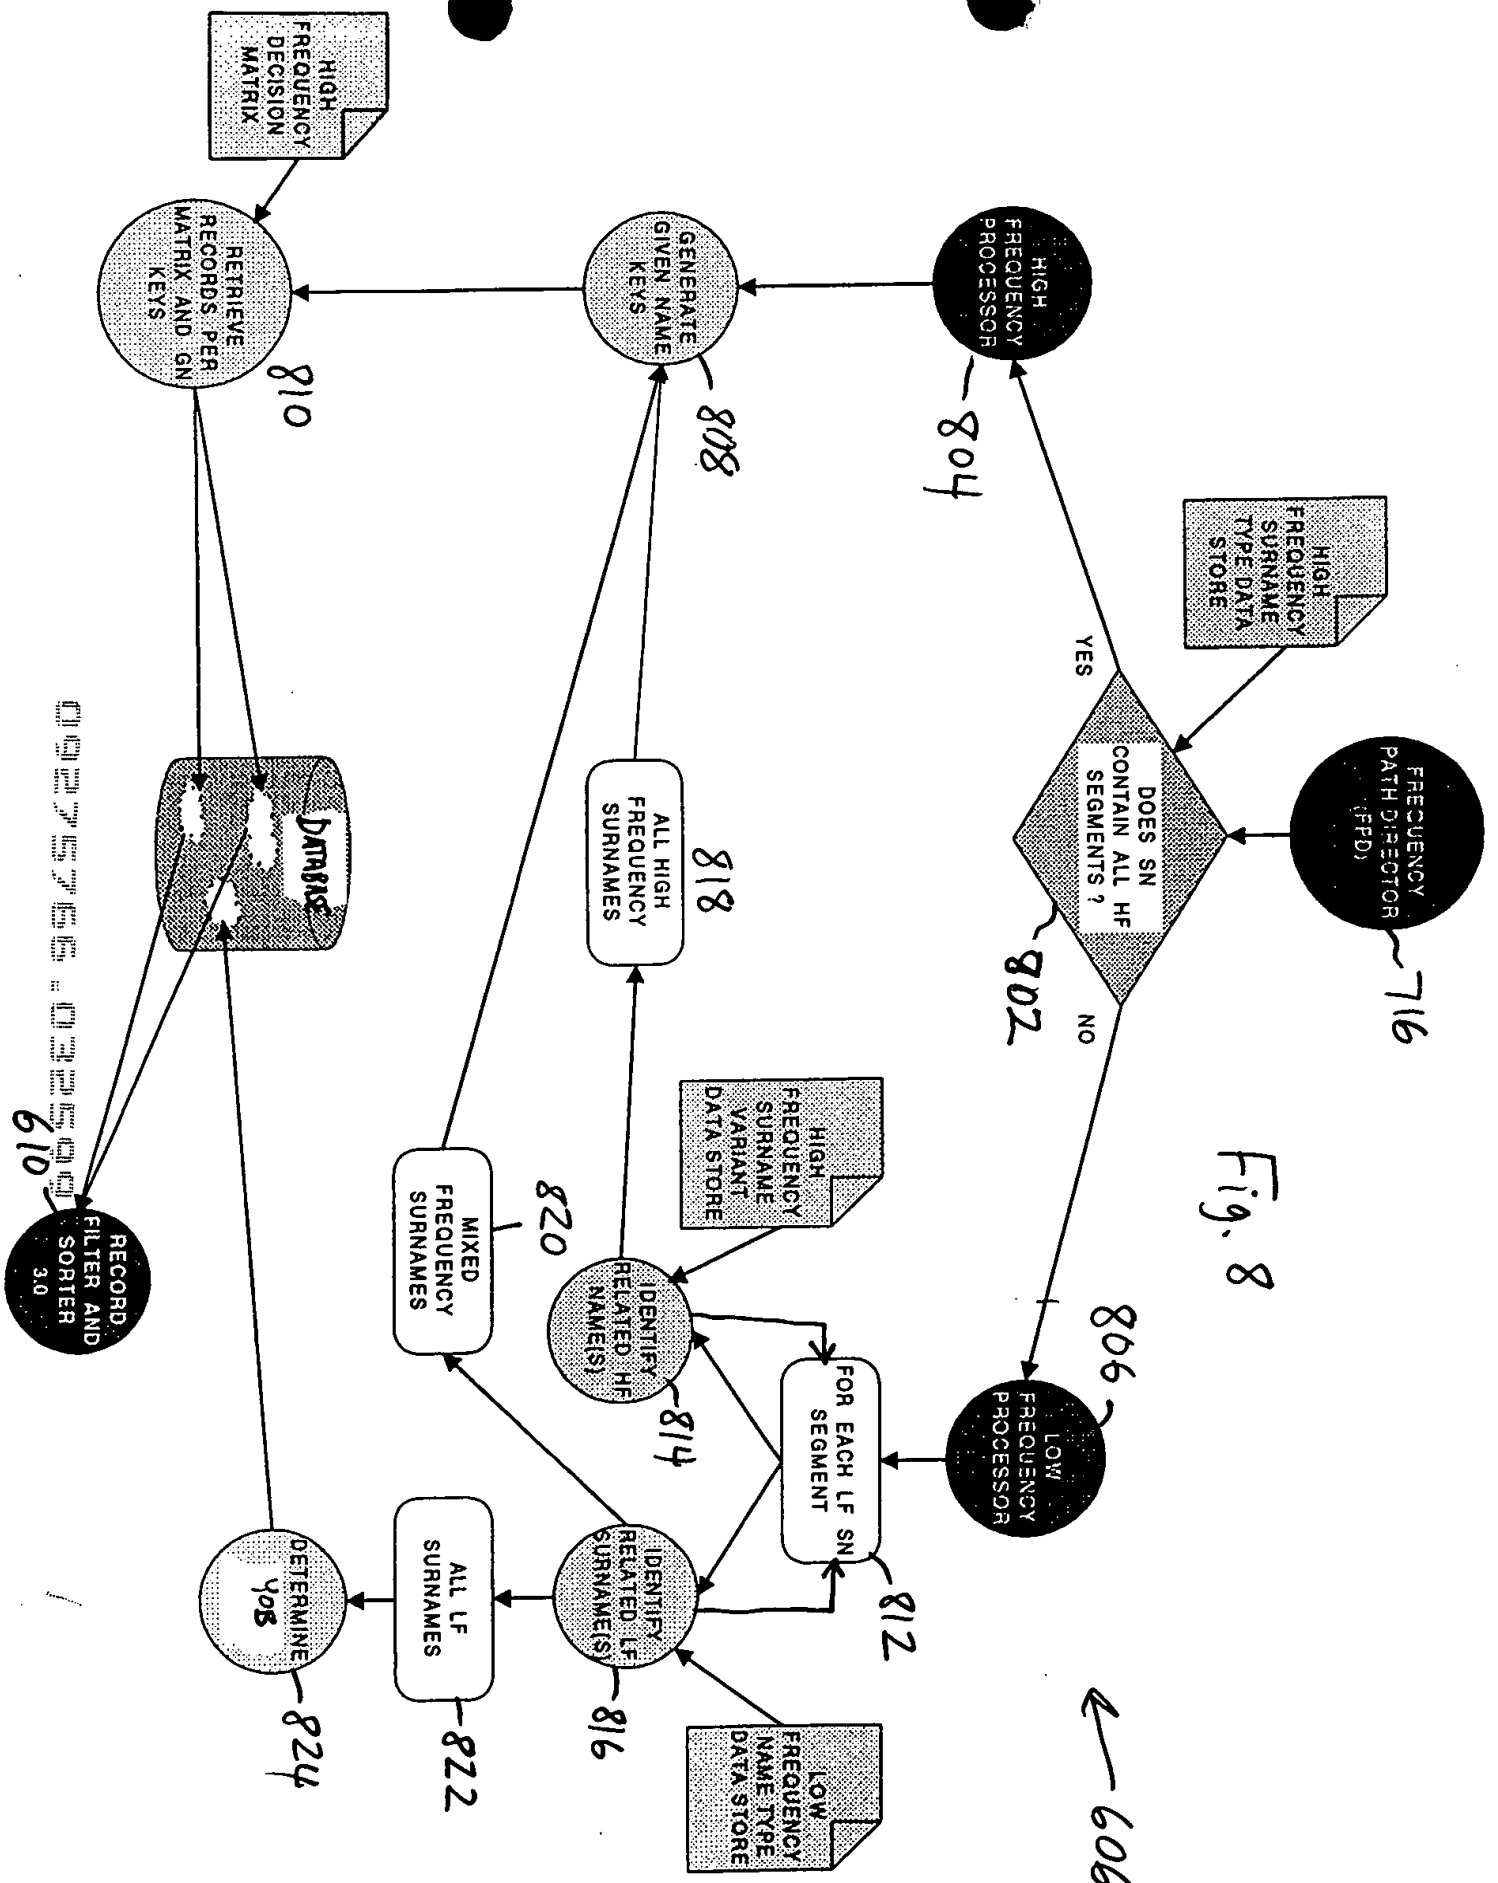 Fig. 8
606
FREQUENCY
PATH DIRECTOR
(FPD)
716
HIGH
FREQUENCY
SURNAME
TYPE DATA
STORE
DOES SN
CONTAIN ALL HF
SEGMENTS ?
802
YES
NO
HIGH
FREQUENCY
PROCESSOR
804
LOW
FREQUENCY
PROCESSOR
806
FOR EACH LF SN
SEGMENT
812
HIGH
FREQUENCY
SURNAME
VARIANT
DATA STORE
LOW
FREQUENCY
NAME TYPE
DATA STORE
GENERATE
GIVEN NAME
KEYS
808
ALL HIGH
FREQUENCY
SURNAMES
818
IDENTIFY
RELATED HF
NAME(S)
814
IDENTIFY
RELATED LF
SURNAME(S)
816
MIXED
FREQUENCY
SURNAMES
820
ALL LF
SURNAMES
822
HIGH
FREQUENCY
DECISION
MATRIX
RETRIEVE
RECORDS PER
MATRIX AND GN
KEYS
810
DATABASE
DETERMINE
YOB
824
RECORD
FILTER AND
SORTER
3.0
610
09275766.032599